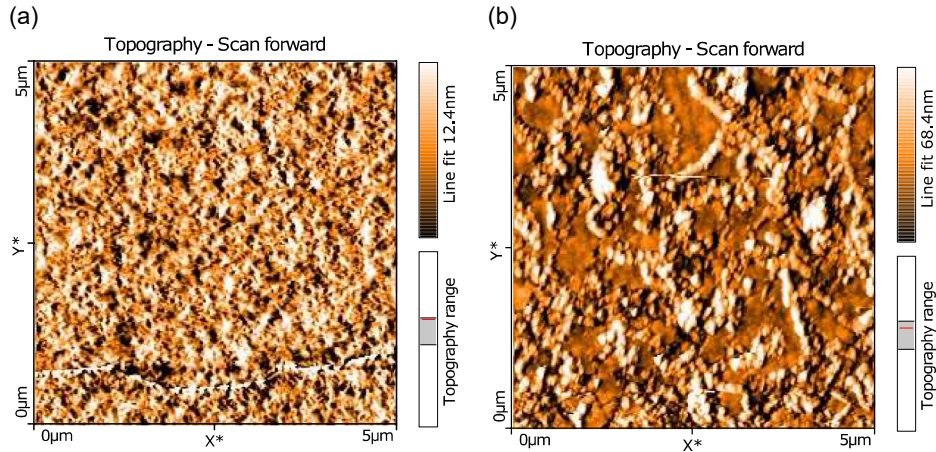 (a)
Topography - Scan forward
5µm
Y*
0µm
0µm
X*
5µm
Line fit 12.4nm
Topography range
(b)
Topography - Scan forward
5µm
Y*
0µm
0µm
X*
5µm
Line fit 68.4nm
Topography range